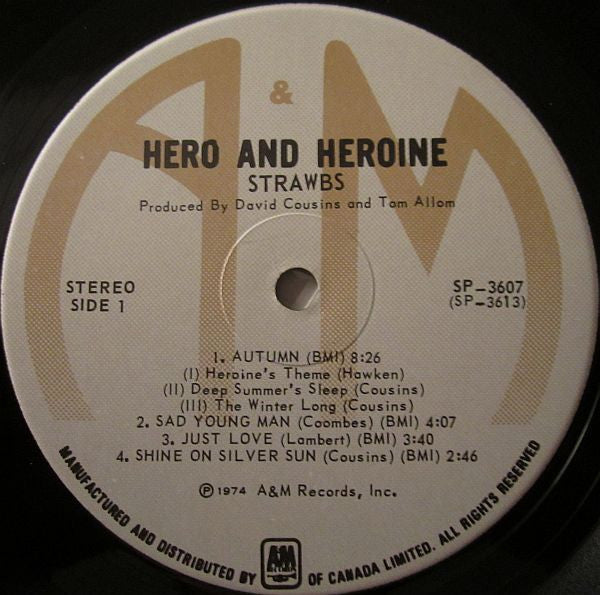 &
HERO AND HEROINE
STRAWBS
Produced By David Cousins and Tom Allom
STEREO
SIDE 1
SP-3607
(SP-3613)
1. AUTUMN (BMI) 8:26
(I) Heroine's Theme (Hawken)
(II) Deep Summer's Sleep (Cousins)
(III) The Winter Long (Cousins)
2. SAD YOUNG MAN (Coombes) (BMI) 4:07
3. JUST LOVE (Lambert) (BMI) 3:40
4. SHINE ON SILVER SUN (Cousins) (BMI) 2:46
℗ 1974 A&M Records, Inc.
MANUFACTURED AND DISTRIBUTED BY A&M RECORDS OF CANADA LIMITED. ALL RIGHTS RESERVED